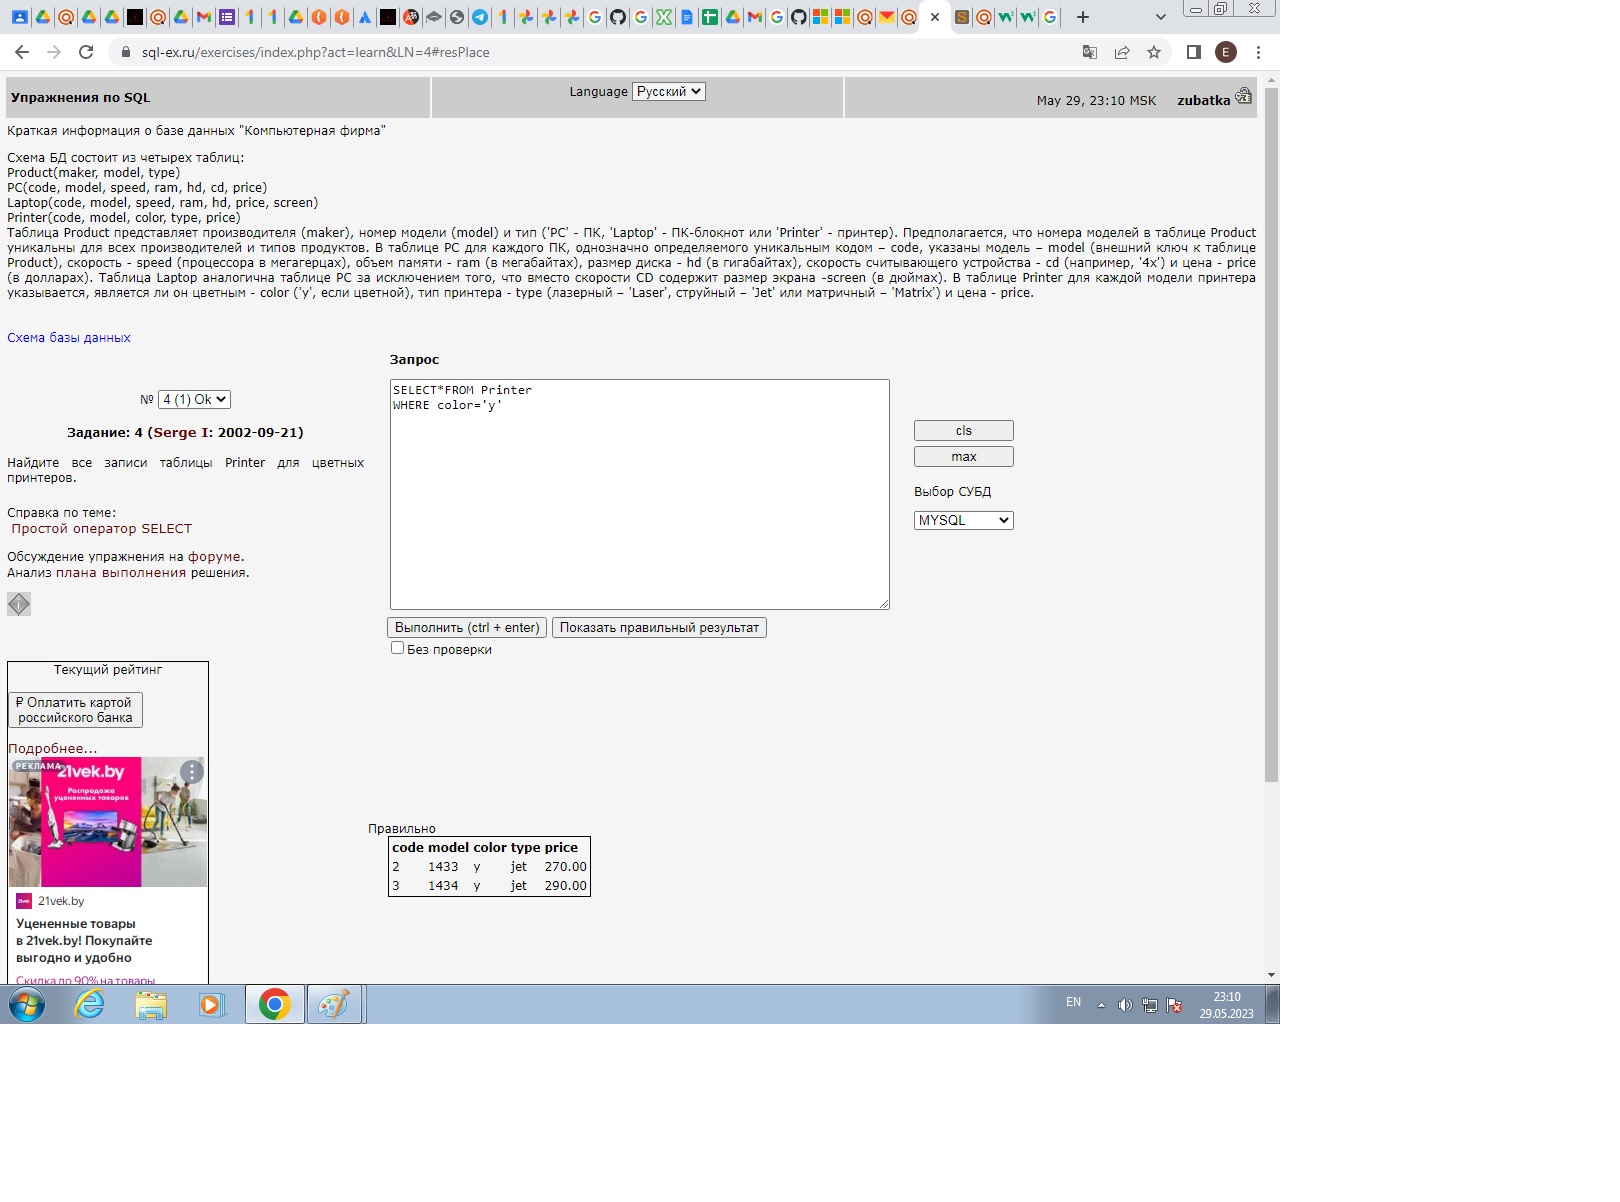 sql-ex.ru/exercises/index.php?act=learn&LN=4#resPlace
E
Упражнения по SQL
Language Русский
May 29, 23:10 MSK zubatka
Краткая информация о базе данных "Компьютерная фирма"
Схема БД состоит из четырех таблиц:
Product(maker, model, type)
PC(code, model, speed, ram, hd, cd, price)
Laptop(code, model, speed, ram, hd, price, screen)
Printer(code, model, color, type, price)
Таблица Product представляет производителя (maker), номер модели (model) и тип ('PC' - ПК, 'Laptop' - ПК-блокнот или 'Printer' - принтер). Предполагается, что номера моделей в таблице Product
уникальны для всех производителей и типов продуктов. В таблице PC для каждого ПК, однозначно определяемого уникальным кодом – code, указаны модель – model (внешний ключ к таблице
Product), скорость - speed (процессора в мегагерцах), объем памяти - ram (в мегабайтах), размер диска - hd (в гигабайтах), скорость считывающего устройства - cd (например, '4x') и цена - price
(в долларах). Таблица Laptop аналогична таблице PC за исключением того, что вместо скорости CD содержит размер экрана -screen (в дюймах). В таблице Printer для каждой модели принтера
указывается, является ли он цветным - color ('y', если цветной), тип принтера - type (лазерный – 'Laser', струйный – 'Jet' или матричный – 'Matrix') и цена - price.
Схема базы данных
Запрос
№ 4 (1) Ok
Задание: 4 (Serge I: 2002-09-21)
Найдите все записи таблицы Printer для цветных
принтеров.
Справка по теме:
Простой оператор SELECT
Обсуждение упражнения на форуме.
Анализ плана выполнения решения.
SELECT*FROM Printer
WHERE color='y'
cls
max
Выбор СУБД
MYSQL
Выполнить (ctrl + enter) Показать правильный результат
Без проверки
Текущий рейтинг
₽ Оплатить картой
российского банка
Подробнее...
РЕКЛАМА
21vek.by
Распродажа
уцененных товаров
21vek.by
Уцененные товары
в 21vek.by! Покупайте
выгодно и удобно
Скидка до 90% на товары
Правильно
code model color type price
2 1433 y jet 270.00
3 1434 y jet 290.00
EN
23:10
29.05.2023